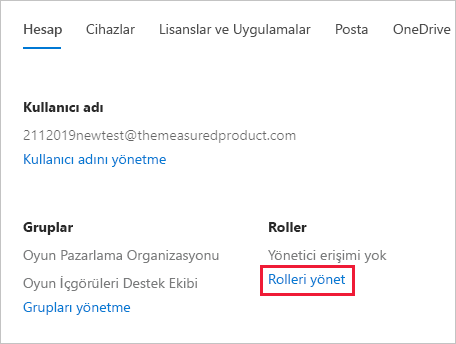 Hesap Cihazlar Lisanslar ve Uygulamalar Posta OneDrive
Kullanıcı adı
2112019newtest@themeasuredproduct.com
Kullanıcı adını yönetme
Gruplar
Oyun Pazarlama Organizasyonu
Oyun İçgörüleri Destek Ekibi
Grupları yönetme
Roller
Yönetici erişimi yok
Rolleri yönet